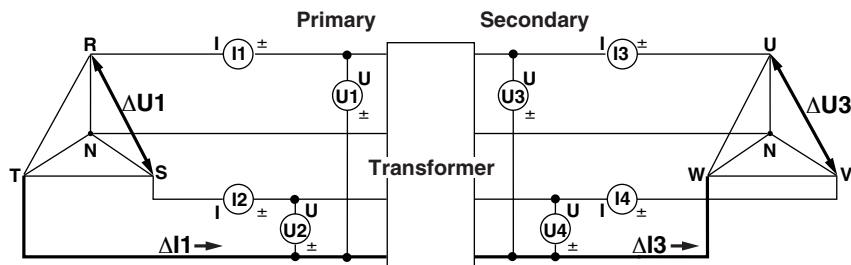 Primary Secondary
R I I1 ± I I3 ± U
U U
ΔU1 U1 U3 ΔU3
± ±
N N
T S Transformer W V
I2 I4
I ± U U I ±
U2 U4
ΔI1 ± ± ΔI3